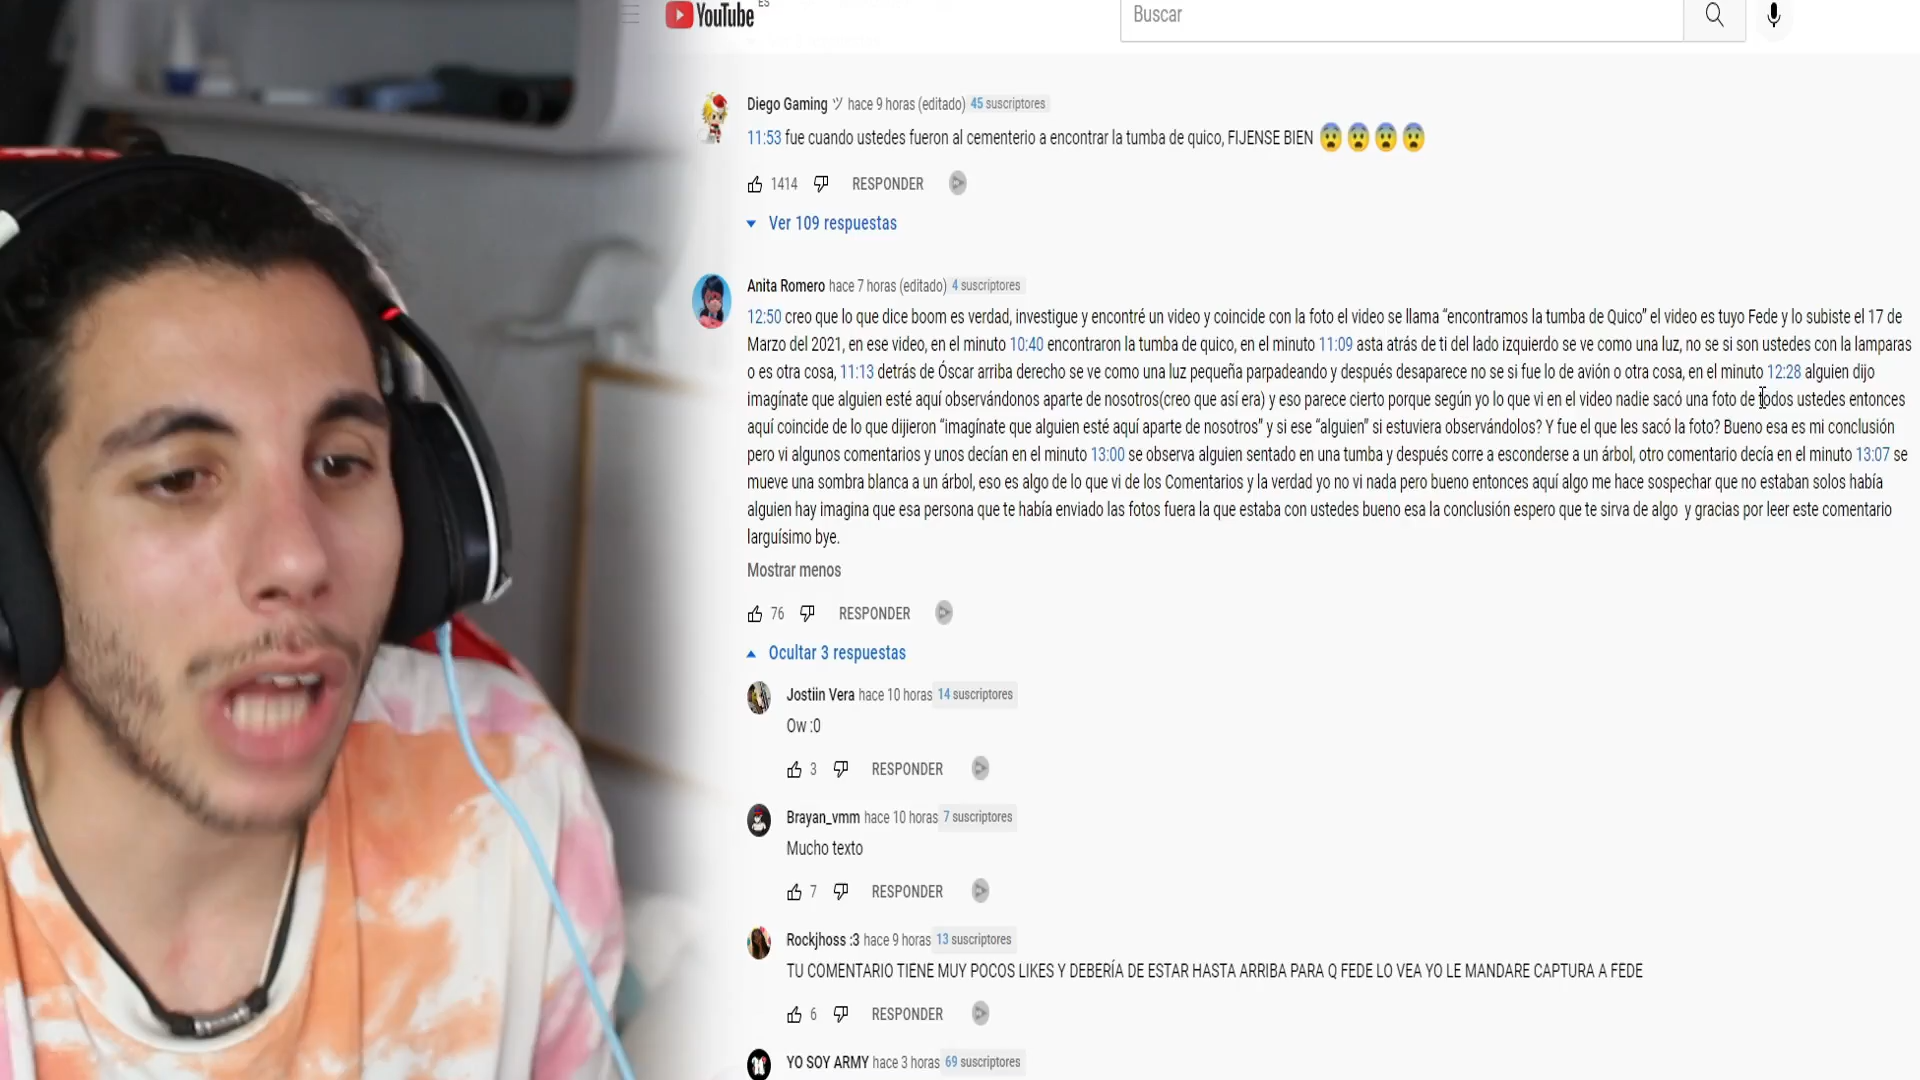 YouTube ES
Buscar
Diego Gaming ツ hace 9 horas (editado) 45 suscriptores
11:53 fue cuando ustedes fueron al cementerio a encontrar la tumba de quico, FIJENSE BIEN 😨😨😨😨
1414 RESPONDER
Ver 109 respuestas
Anita Romero hace 7 horas (editado) 4 suscriptores
12:50 creo que lo que dice boom es verdad, investigue y encontré un video y coincide con la foto el video se llama “encontramos la tumba de Quico” el video es tuyo Fede y lo subiste el 17 de
Marzo del 2021, en ese video, en el minuto 10:40 encontraron la tumba de quico, en el minuto 11:09 asta atrás de ti del lado izquierdo se ve como una luz, no se si son ustedes con la lamparas
o es otra cosa, 11:13 detrás de Óscar arriba derecho se ve como una luz pequeña parpadeando y después desaparece no se si fue lo de avión o otra cosa, en el minuto 12:28 alguien dijo
imagínate que alguien esté aquí observándonos aparte de nosotros(creo que así era) y eso parece cierto porque según yo lo que vi en el video nadie sacó una foto de todos ustedes entonces
aquí coincide de lo que dijieron “imagínate que alguien esté aquí aparte de nosotros” y si ese “alguien” si estuviera observándolos? Y fue el que les sacó la foto? Bueno esa es mi conclusión
pero vi algunos comentarios y unos decían en el minuto 13:00 se observa alguien sentado en una tumba y después corre a esconderse a un árbol, otro comentario decía en el minuto 13:07 se
mueve una sombra blanca a un árbol, eso es algo de lo que vi de los Comentarios y la verdad yo no vi nada pero bueno entonces aquí algo me hace sospechar que no estaban solos había
alguien hay imagina que esa persona que te había enviado las fotos fuera la que estaba con ustedes bueno esa la conclusión espero que te sirva de algo y gracias por leer este comentario
larguísimo bye.
Mostrar menos
76 RESPONDER
Ocultar 3 respuestas
Jostiin Vera hace 10 horas 14 suscriptores
Ow :0
3 RESPONDER
Brayan_vmm hace 10 horas 7 suscriptores
Mucho texto
7 RESPONDER
Rockjhoss :3 hace 9 horas 13 suscriptores
TU COMENTARIO TIENE MUY POCOS LIKES Y DEBERÍA DE ESTAR HASTA ARRIBA PARA Q FEDE LO VEA YO LE MANDARE CAPTURA A FEDE
6 RESPONDER
YO SOY ARMY hace 3 horas 69 suscriptores